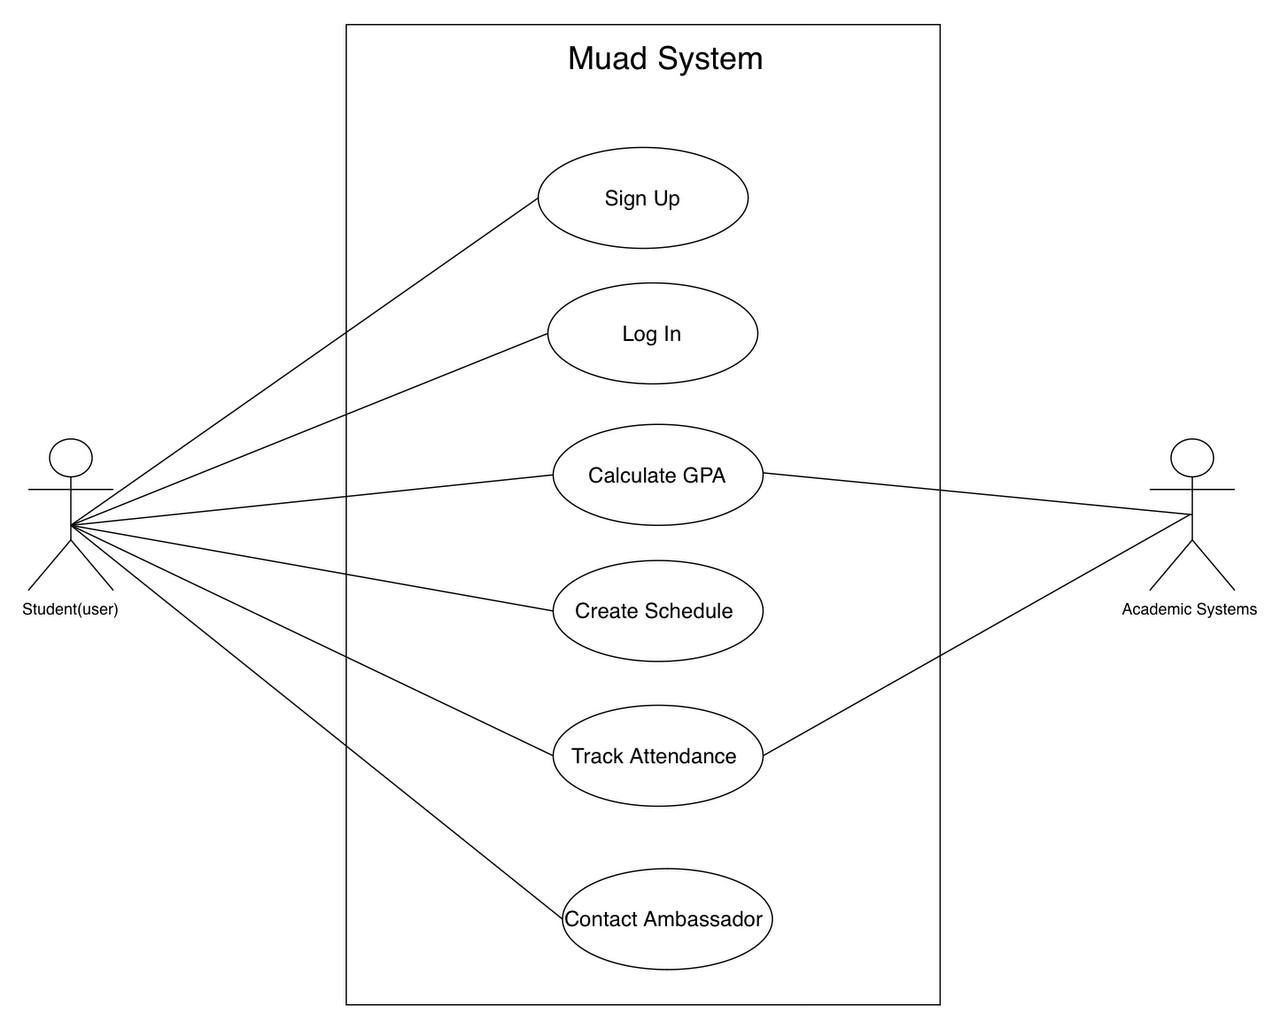 Muad System
Sign Up
Log In
Calculate GPA
Create Schedule
Student(user)
Academic Systems
Track Attendance
Contact Ambassador